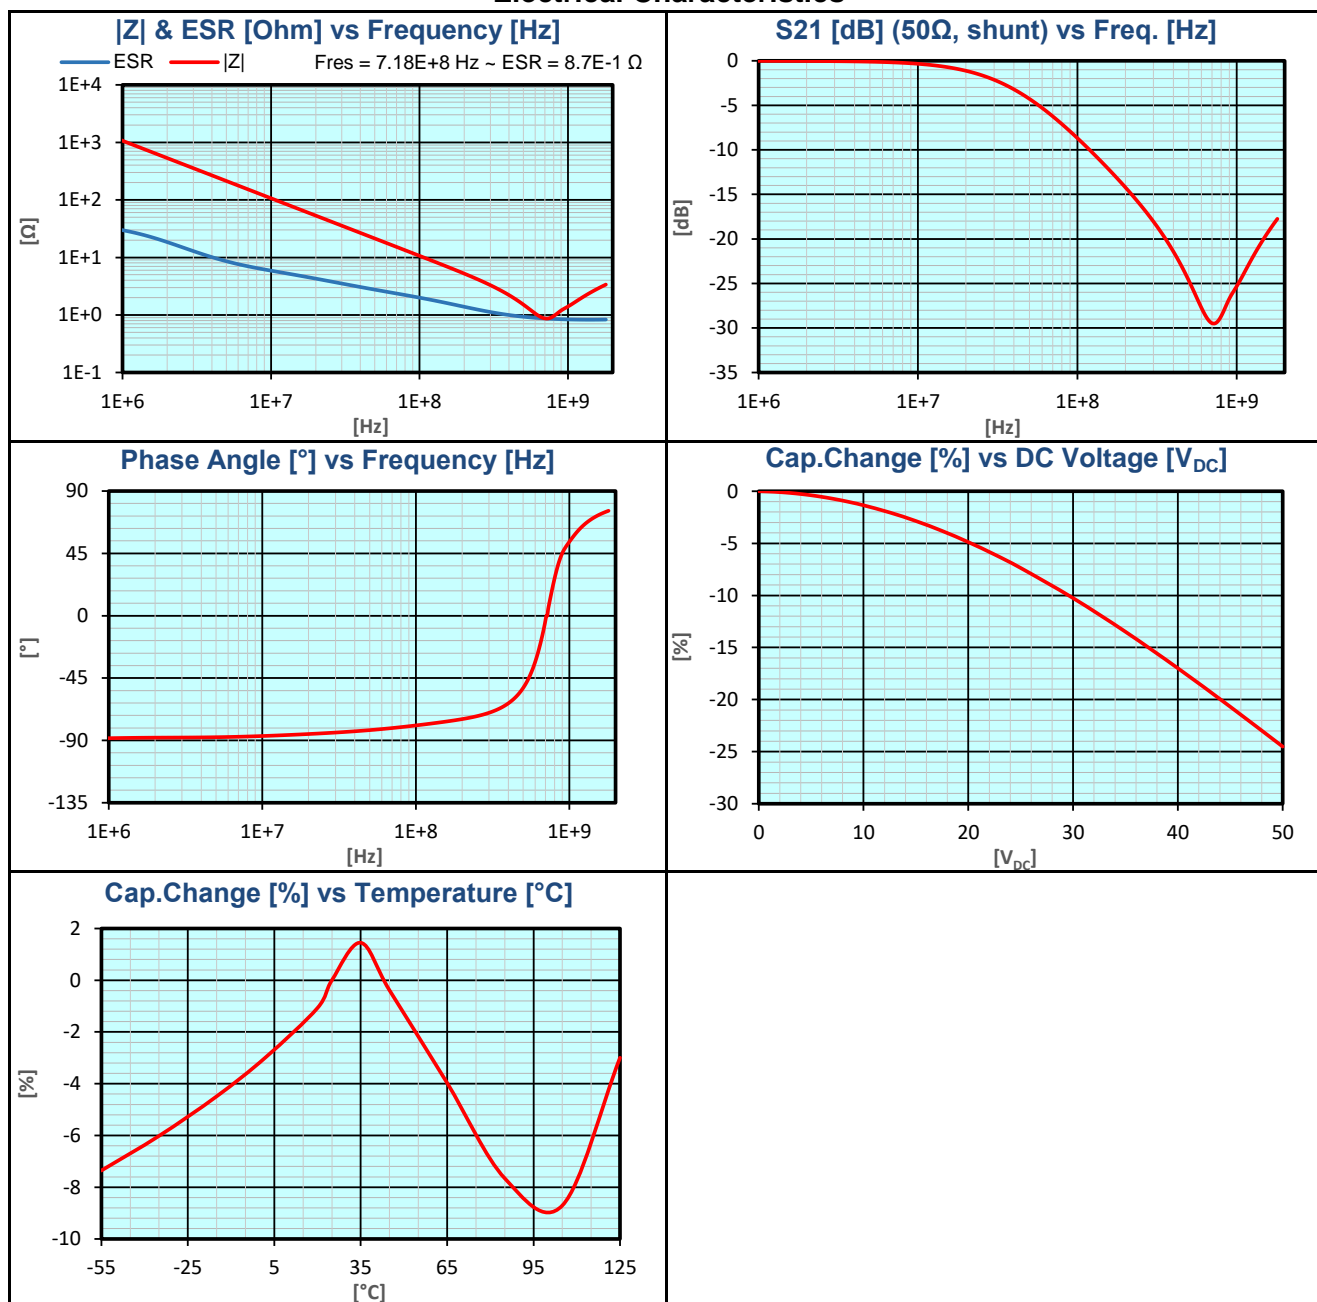 |Z| & ESR [Ohm] vs Frequency [Hz]
ESR |Z| Fres = 7.18E+8 Hz ~ ESR = 8.7E-1 Ω
1E+4
1E+3
1E+2
1E+1
1E+0
1E-1
[Ω]
1E+6 1E+7 1E+8 1E+9
[Hz]
S21 [dB] (50Ω, shunt) vs Freq. [Hz]
0
-5
-10
-15
-20
-25
-30
-35
[dB]
1E+6 1E+7 1E+8 1E+9
[Hz]
Phase Angle [°] vs Frequency [Hz]
90
45
0
-45
-90
-135
[°]
1E+6 1E+7 1E+8 1E+9
[Hz]
Cap.Change [%] vs DC Voltage [VDC]
0
-5
-10
-15
-20
-25
-30
[%]
0 10 20 30 40 50
[VDC]
Cap.Change [%] vs Temperature [°C]
2
0
-2
-4
-6
-8
-10
[%]
-55 -25 5 35 65 95 125
[°C]